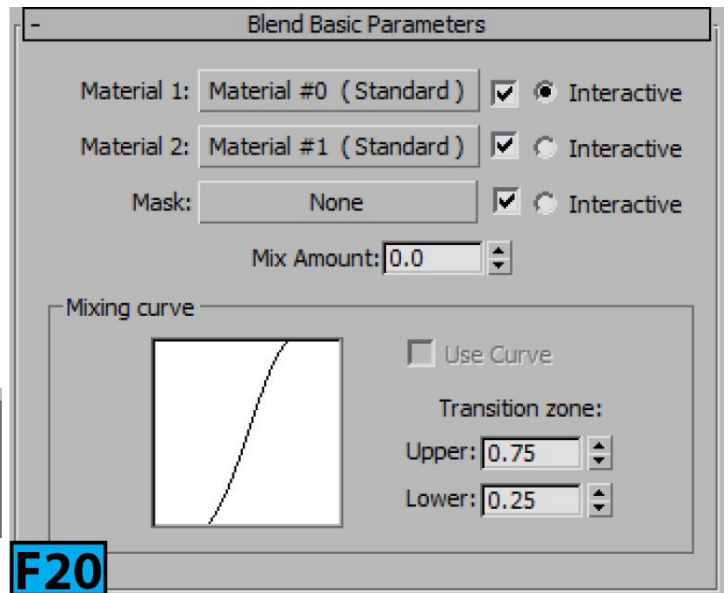 - Blend Basic Parameters
Material 1: Material #0 ( Standard ) Interactive
Material 2: Material #1 ( Standard ) Interactive
Mask: None Interactive
Mix Amount: 0.0
Mixing curve
Use Curve
Transition zone:
Upper: 0.75
Lower: 0.25
F20